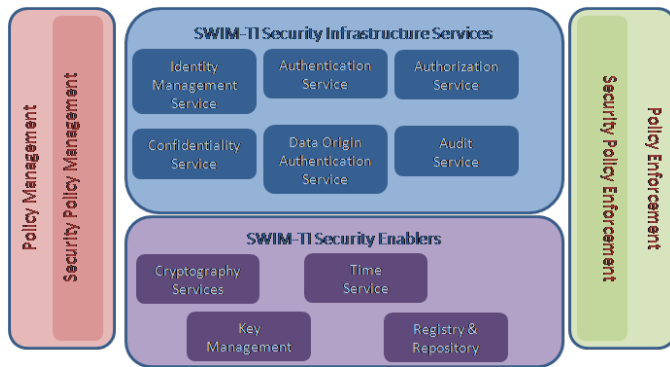 Policy Management
Security Policy Management
SWIM-TI Security Infrastructure Services
Identity
Management
Service
Authentication
Service
Authorization
Service
Confidentiality
Service
Data Origin
Authentication
Service
Audit
Service
SWIM-TI Security Enablers
Cryptography
Services
Time
Service
Key
Management
Registry &
Repository
Security Policy Enforcement
Policy Enforcement